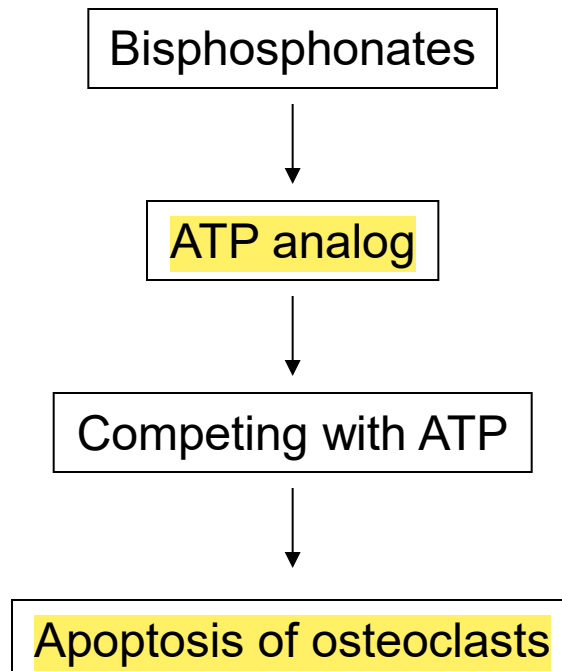 Bisphosphonates
ATP analog
Competing with ATP
Apoptosis of osteoclasts